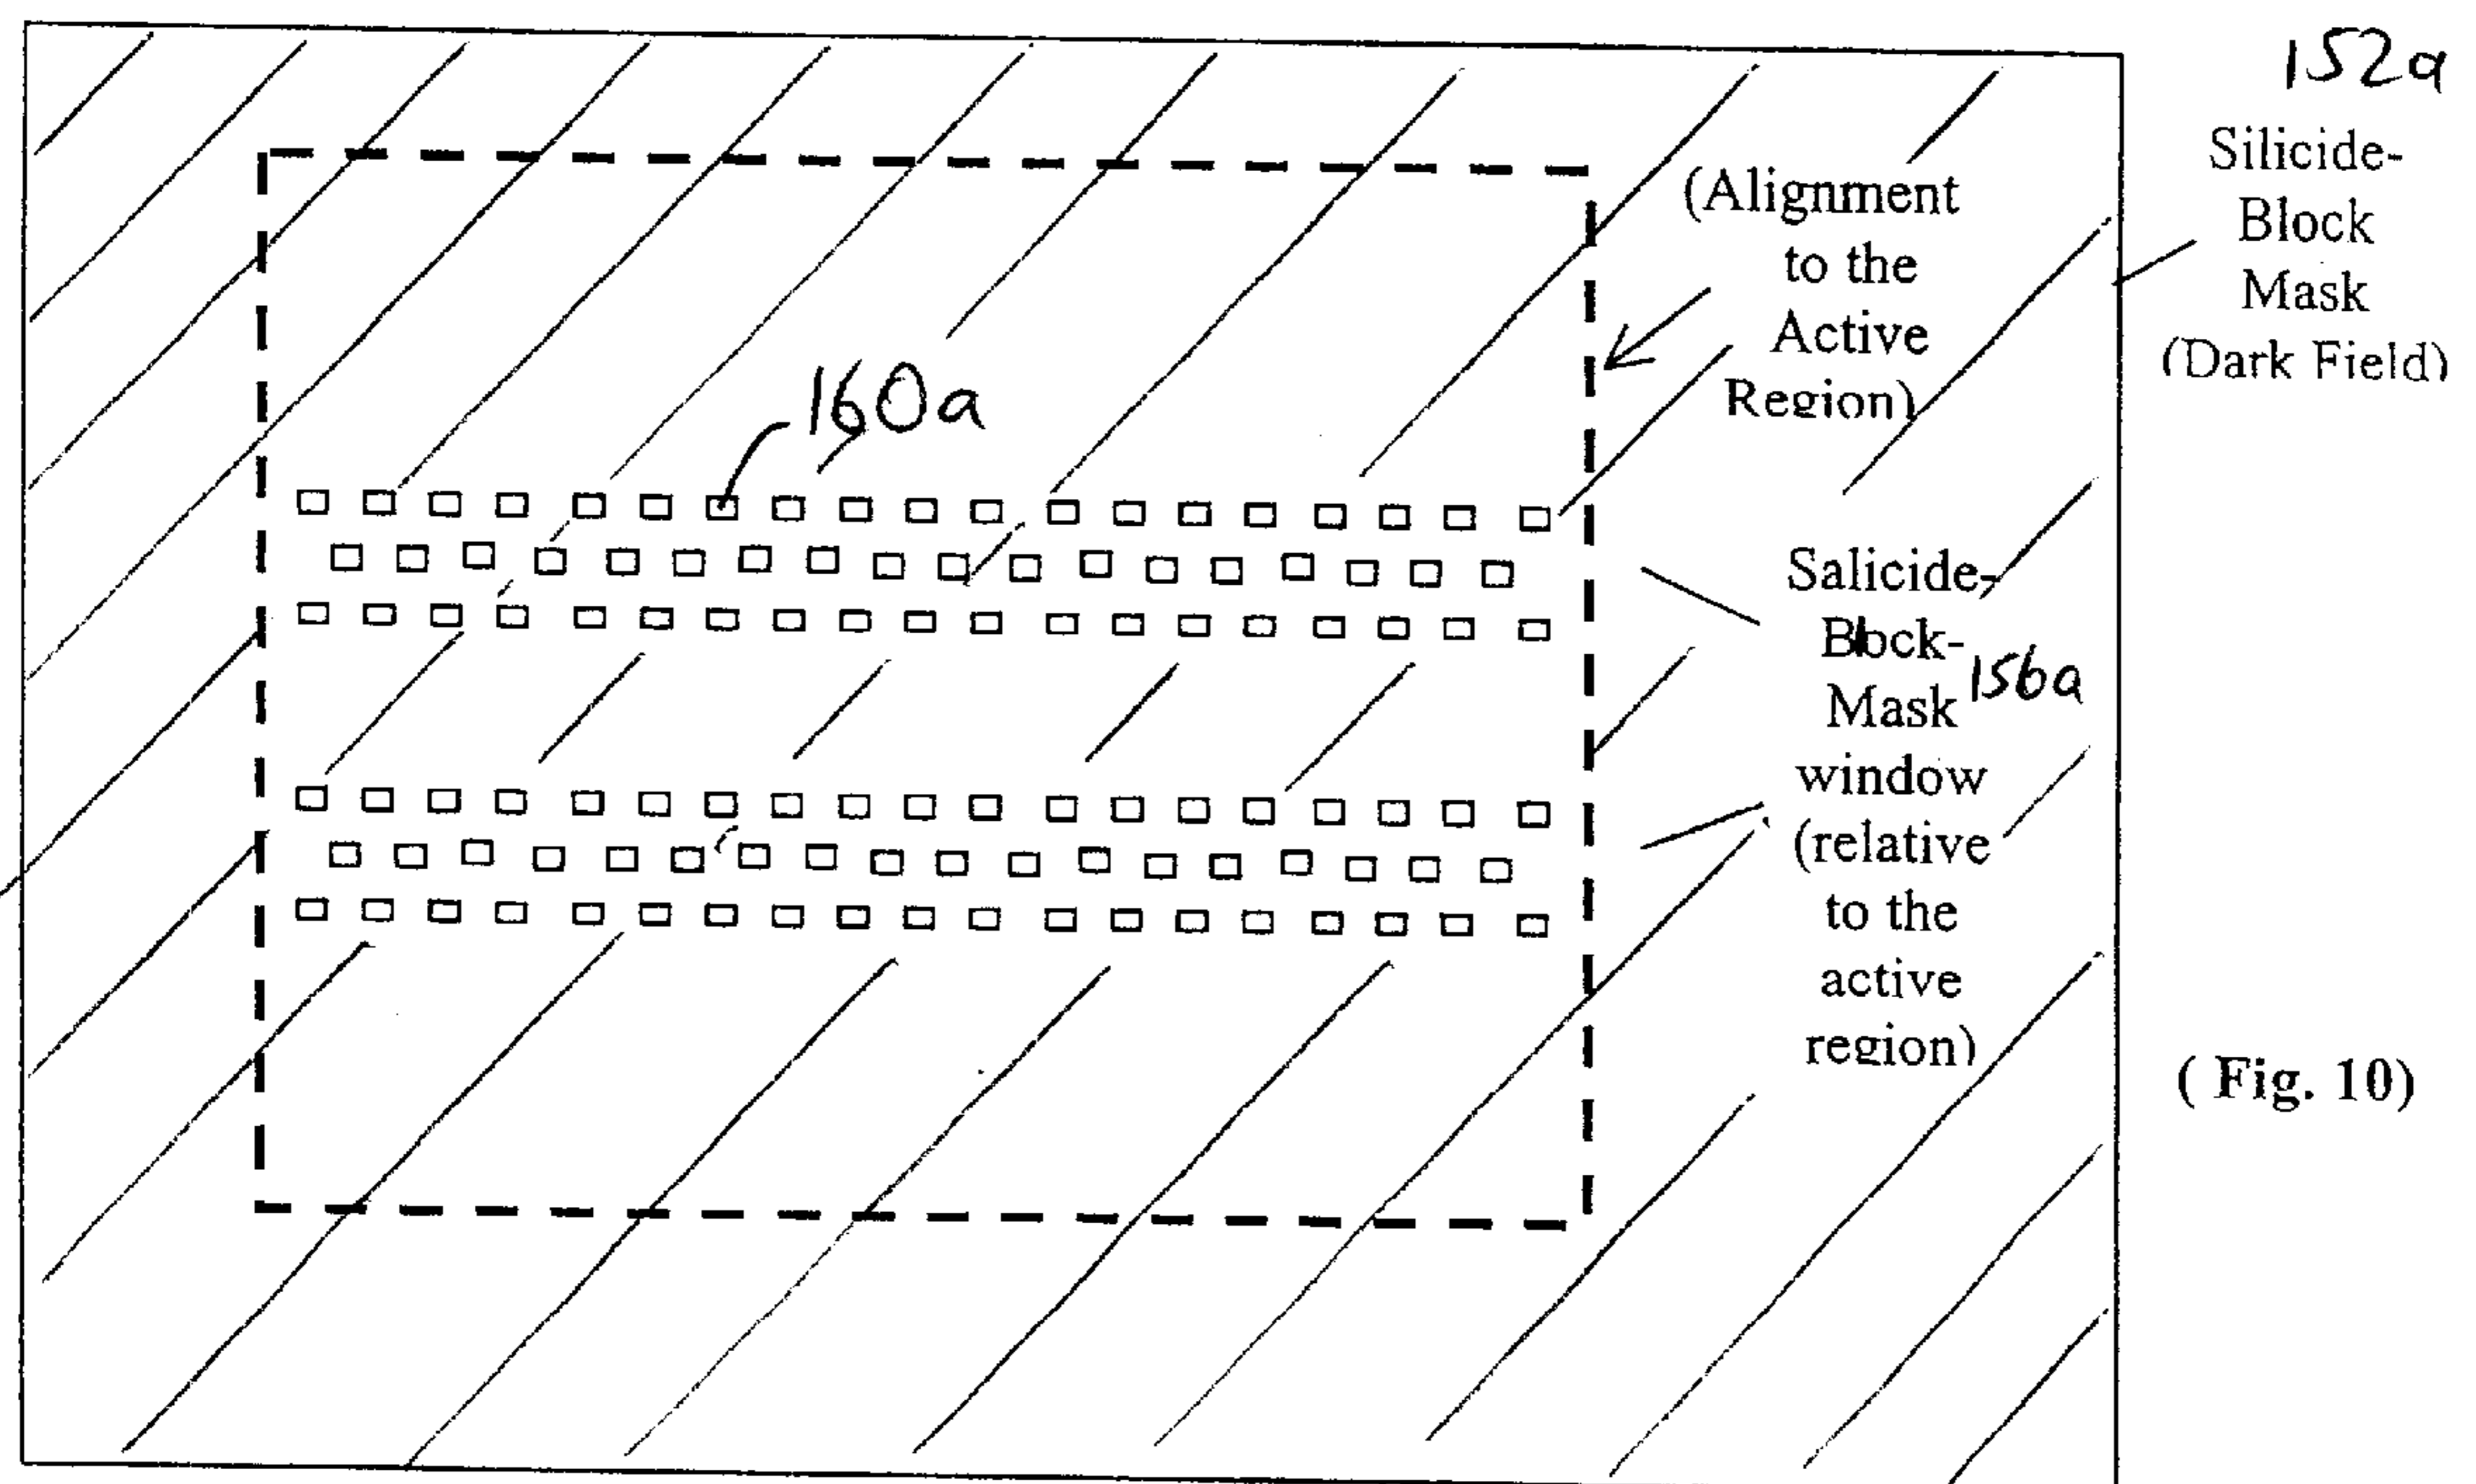 152a
Silicide-
Block
Mask
(Dark Field)
(Alignment
to the
Active
Region)
160a
Salicide-
Block-
Mask 156a
window
(relative
to the
active
region)
( Fig. 10)